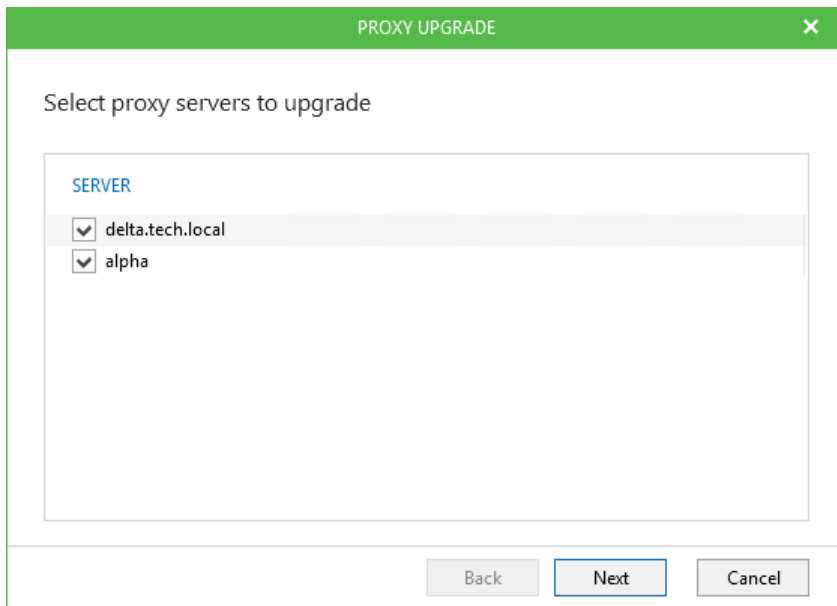 PROXY UPGRADE
Select proxy servers to upgrade
SERVER
delta.tech.local
alpha
Back Next Cancel